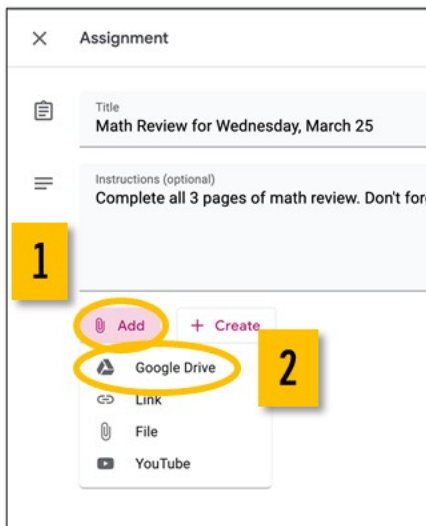 Assignment
Title
Math Review for Wednesday, March 25
Instructions (optional)
Complete all 3 pages of math review. Don't
1
Add
+ Create
2
Google Drive
Link
File
YouTube